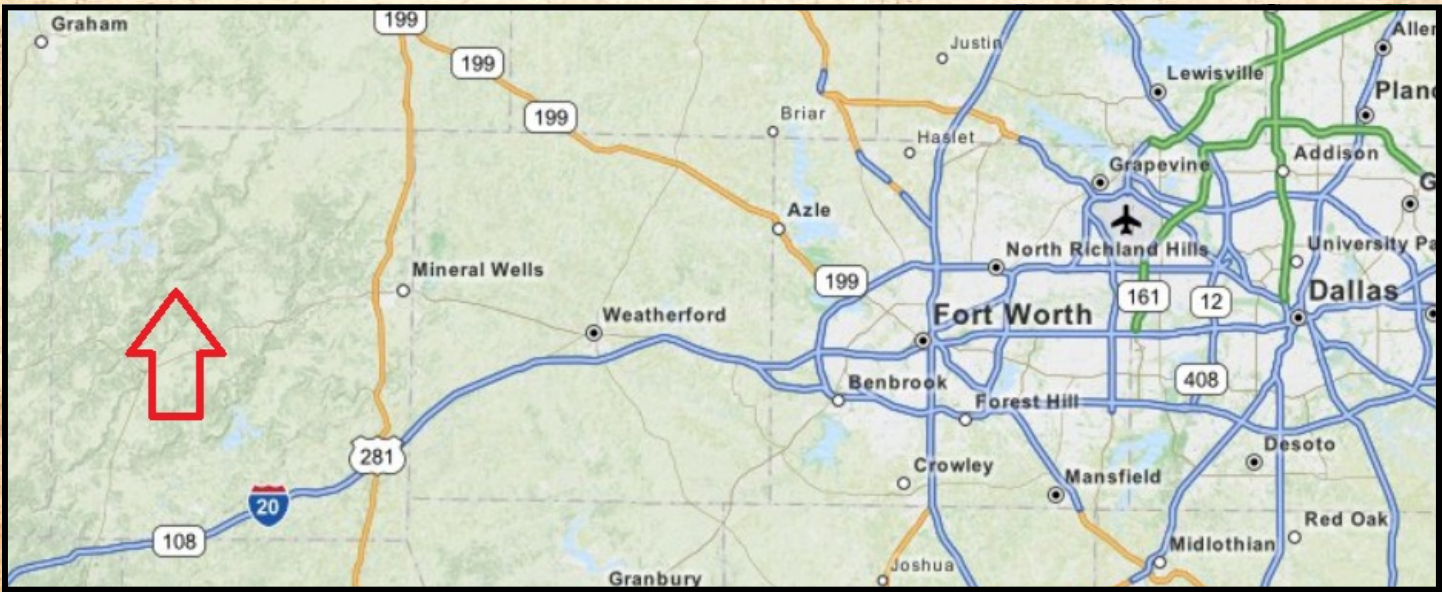 199
Graham
Justin
Aller
199
Lewisville
Plano
199
Briar
Haslet
Addison
Grapevine
G
Azle
University Pa
North Richland Hills
Mineral Wells
199
161
12
Dallas
Weatherford
Fort Worth
Benbrook
408
Forest Hill
Desoto
281
Crowley
Mansfield
20
Red Oak
108
Midlothian
Joshua
Granbury